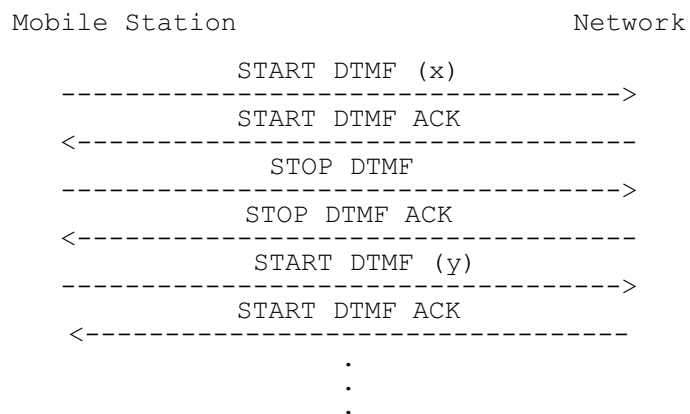 Mobile Station Network
START DTMF (x)
----------------------------------->
START DTMF ACK
<-----------------------------------
STOP DTMF
----------------------------------->
STOP DTMF ACK
<-----------------------------------
START DTMF (y)
----------------------------------->
START DTMF ACK
<----------------------------------
.
.
.